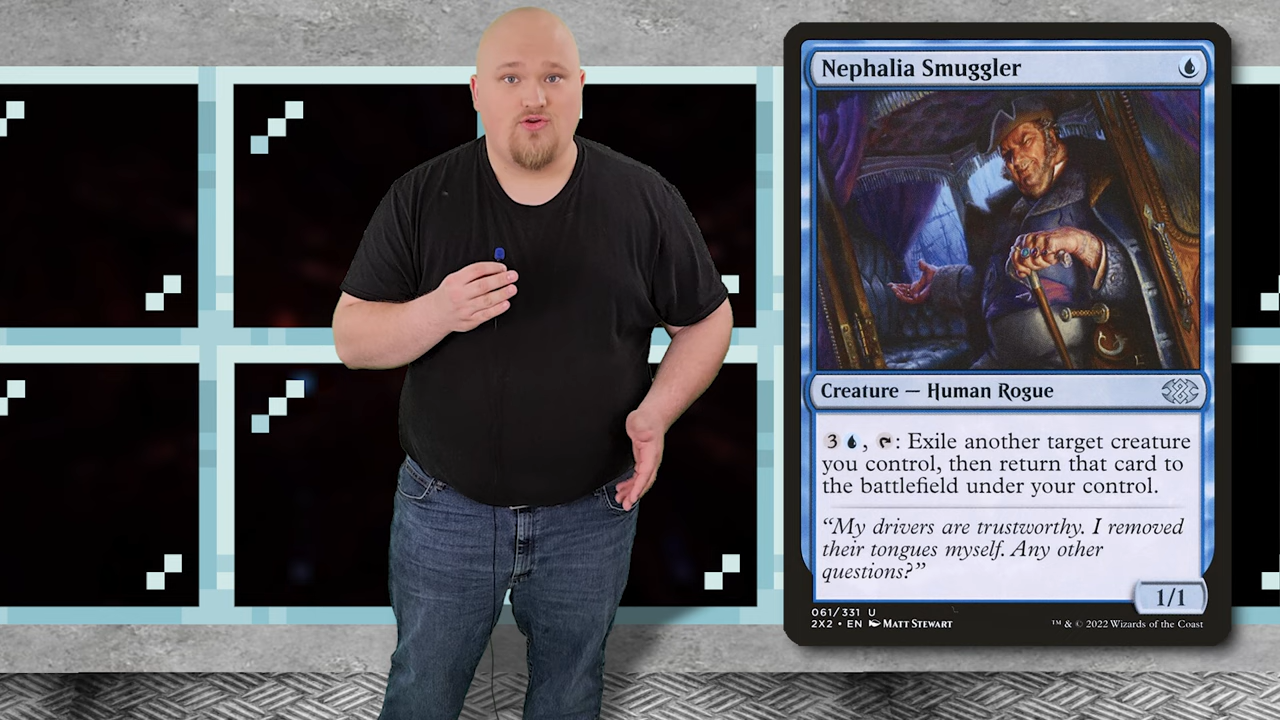 Nephalia Smuggler
Creature — Human Rogue
3 , : Exile another target creature
you control, then return that card to
the battlefield under your control.
“My drivers are trustworthy. I removed
their tongues myself. Any other
questions?”
1/1
061/331 U
2X2 • EN Matt Stewart
™ & © 2022 Wizards of the Coast